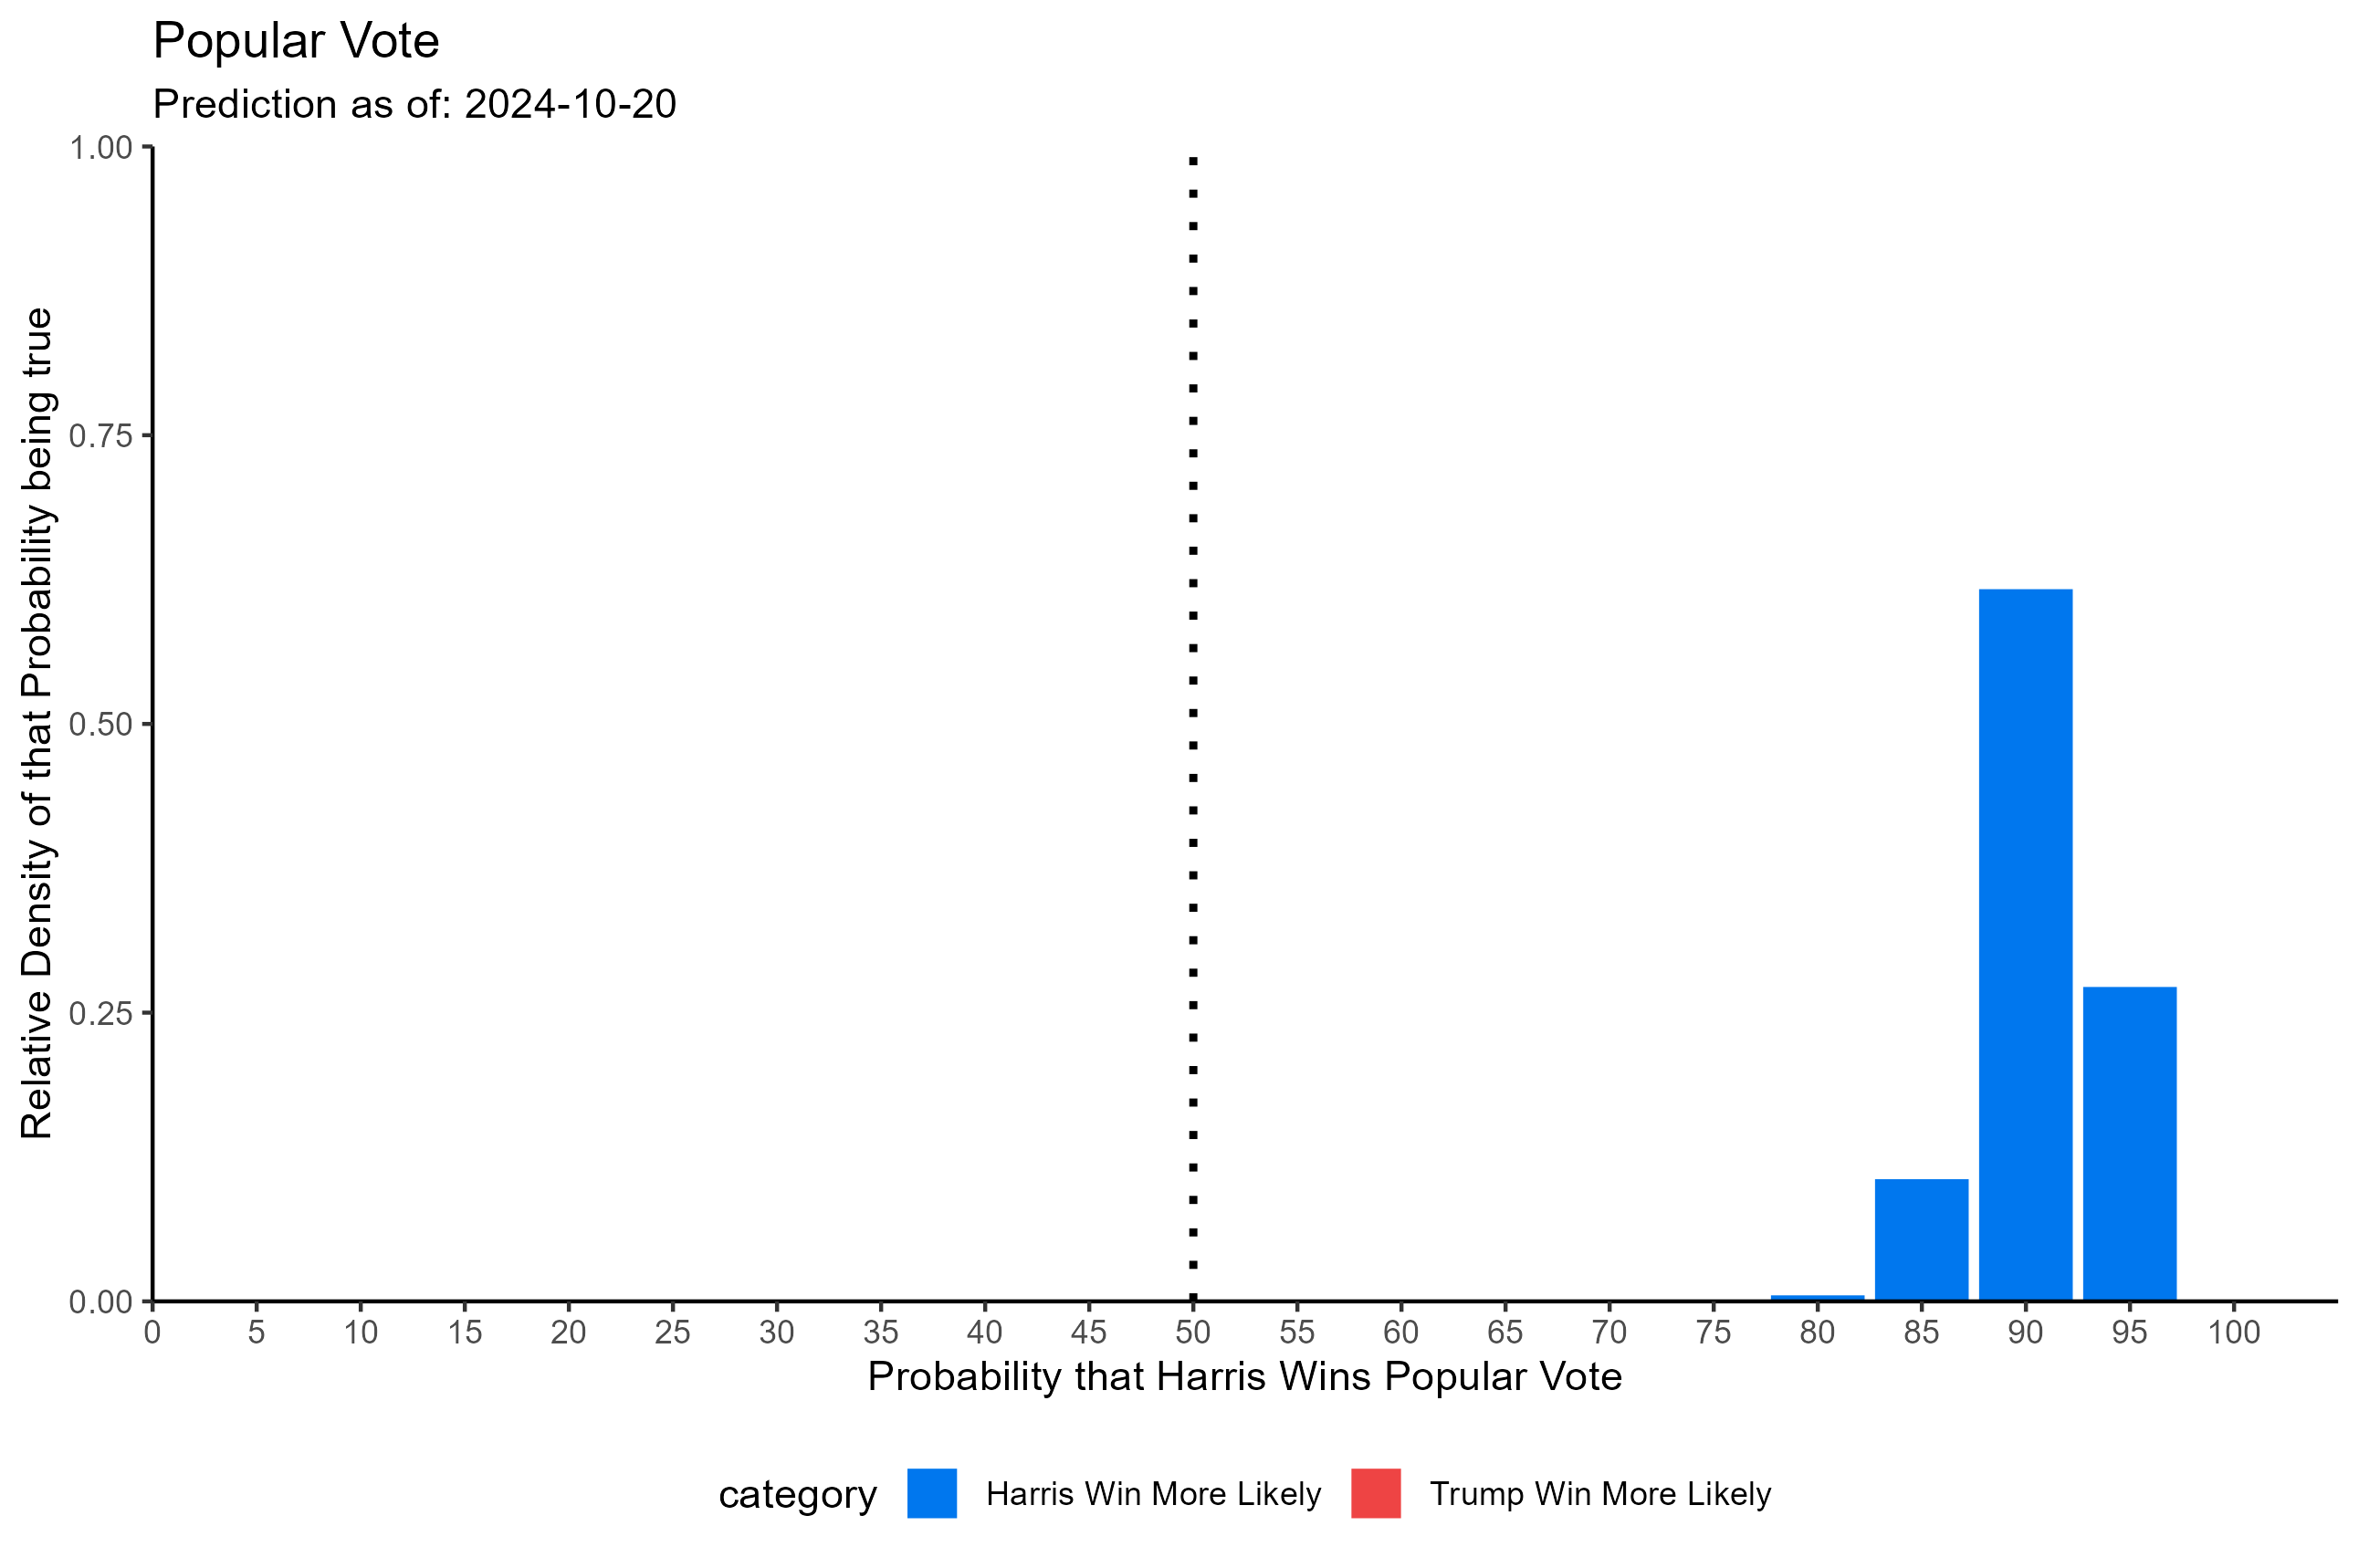 Popular Vote
Prediction as of: 2024-10-20
Relative Density of that Probability being true
1.00
0.75
0.50
0.25
0.00
0 5 10 15 20 25 30 35 40 45 50 55 60 65 70 75 80 85 90 95 100
Probability that Harris Wins Popular Vote
category Harris Win More Likely Trump Win More Likely